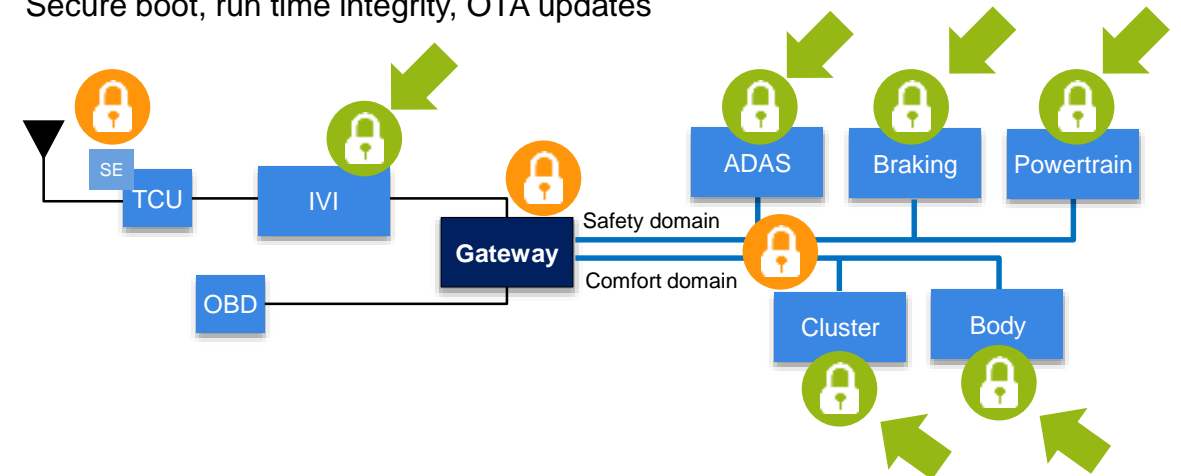 Secure boot, run time integrity, OTA updates
SE
TCU
IVI
OBD
Gateway
Safety domain
Comfort domain
ADAS
Braking
Powertrain
Cluster
Body